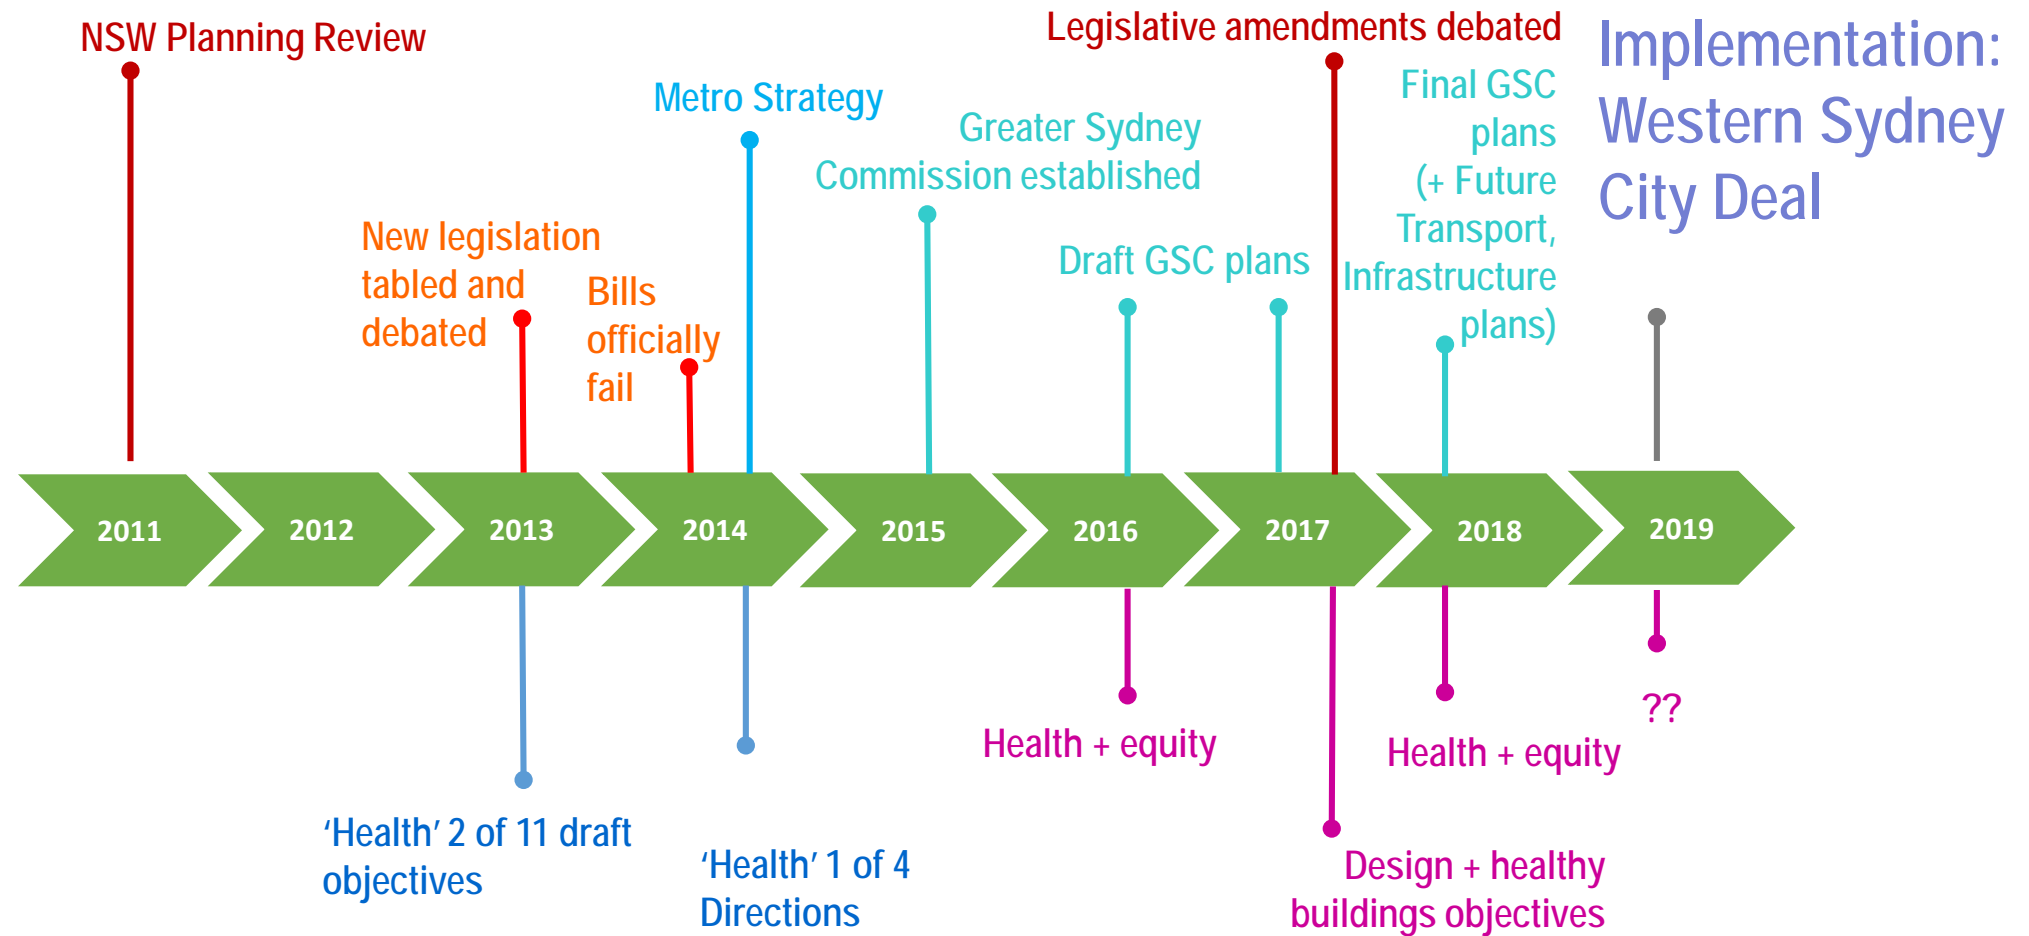 NSW Planning Review
Legislative amendments debated
Implementation:
Western Sydney
City Deal
Metro Strategy
Final GSC
plans
(+ Future
Transport,
Infrastructure
plans)
Greater Sydney
Commission established
New legislation
tabled and
debated
Bills
officially
fail
Draft GSC plans
2011
2012
2013
2014
2015
2016
2017
2018
2019
‘Health’ 2 of 11 draft
objectives
‘Health’ 1 of 4
Directions
Health + equity
Design + healthy
buildings objectives
Health + equity
??